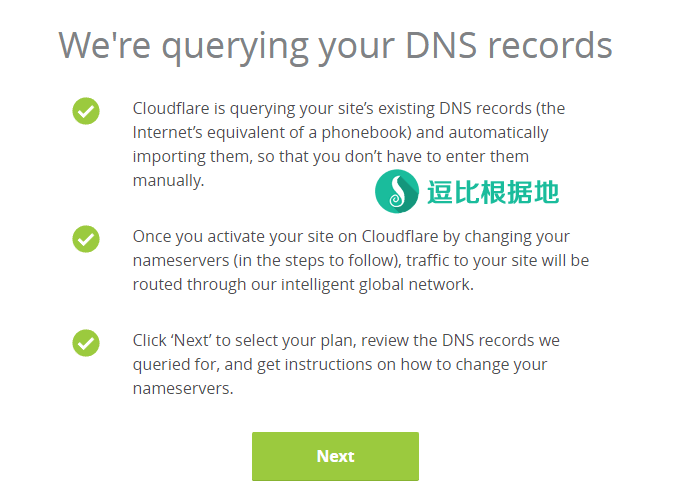 We're querying your DNS records
Cloudflare is querying your site’s existing DNS records (the
Internet’s equivalent of a phonebook) and automatically
importing them, so that you don’t have to enter them
manually.
逗比根据地
Once you activate your site on Cloudflare by changing your
nameservers (in the steps to follow), traffic to your site will be
routed through our intelligent global network.
Click ‘Next’ to select your plan, review the DNS records we
queried for, and get instructions on how to change your
nameservers.
Next